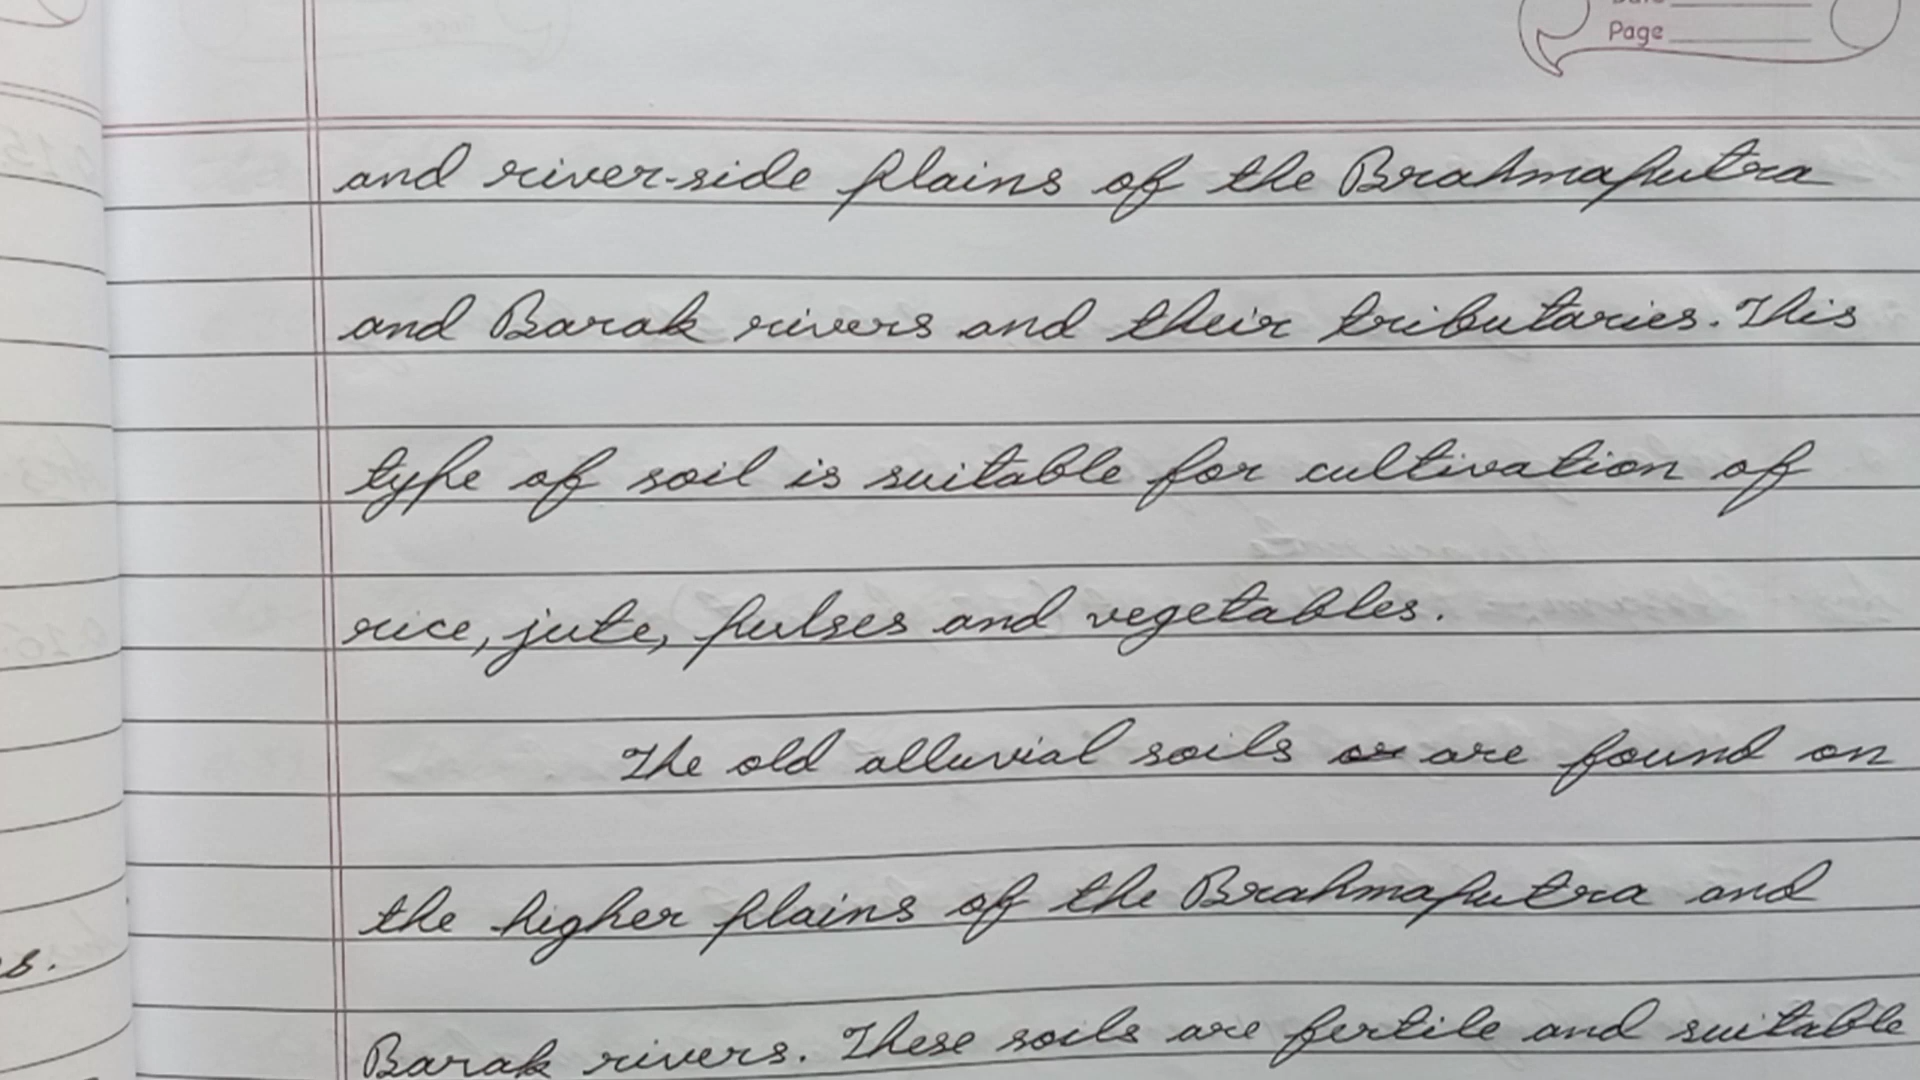 Page
and river-side plains of the Brahmaputra
and Barak rivers and their tributaries. This
type of soil is suitable for cultivation of
rice, jute, pulses and vegetables.
The old alluvial soils are found on
the higher plains of the Brahmaputra and
Barak rivers. These soils are fertile and suitable